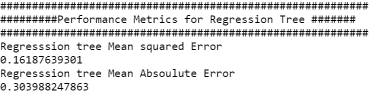 ##########################################################
#########Performance Metrics for Regression Tree #######
##########################################################
Regresssion tree Mean squared Error
0.16187639301
Regresssion tree Mean Absoulute Error
0.303988247863